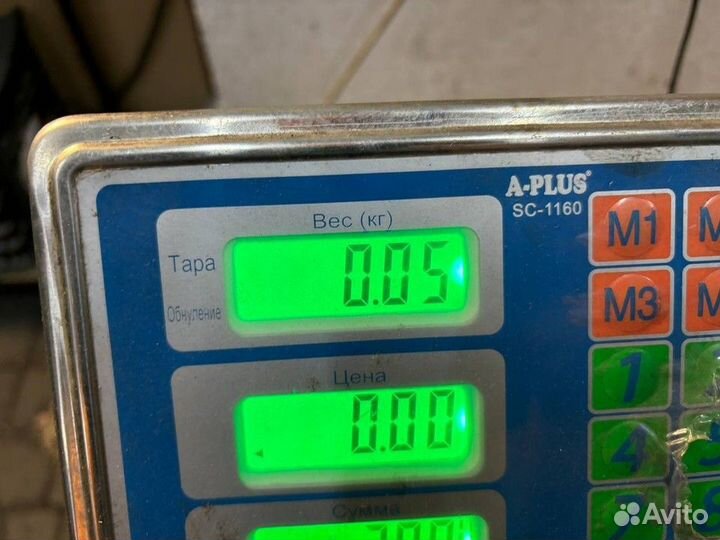 A-PLUS®
SC-1160
Вес (кг)
Тара
Обнуление
0.05
Цена
0.00
Сумма
M1
M3
1
4
Avito